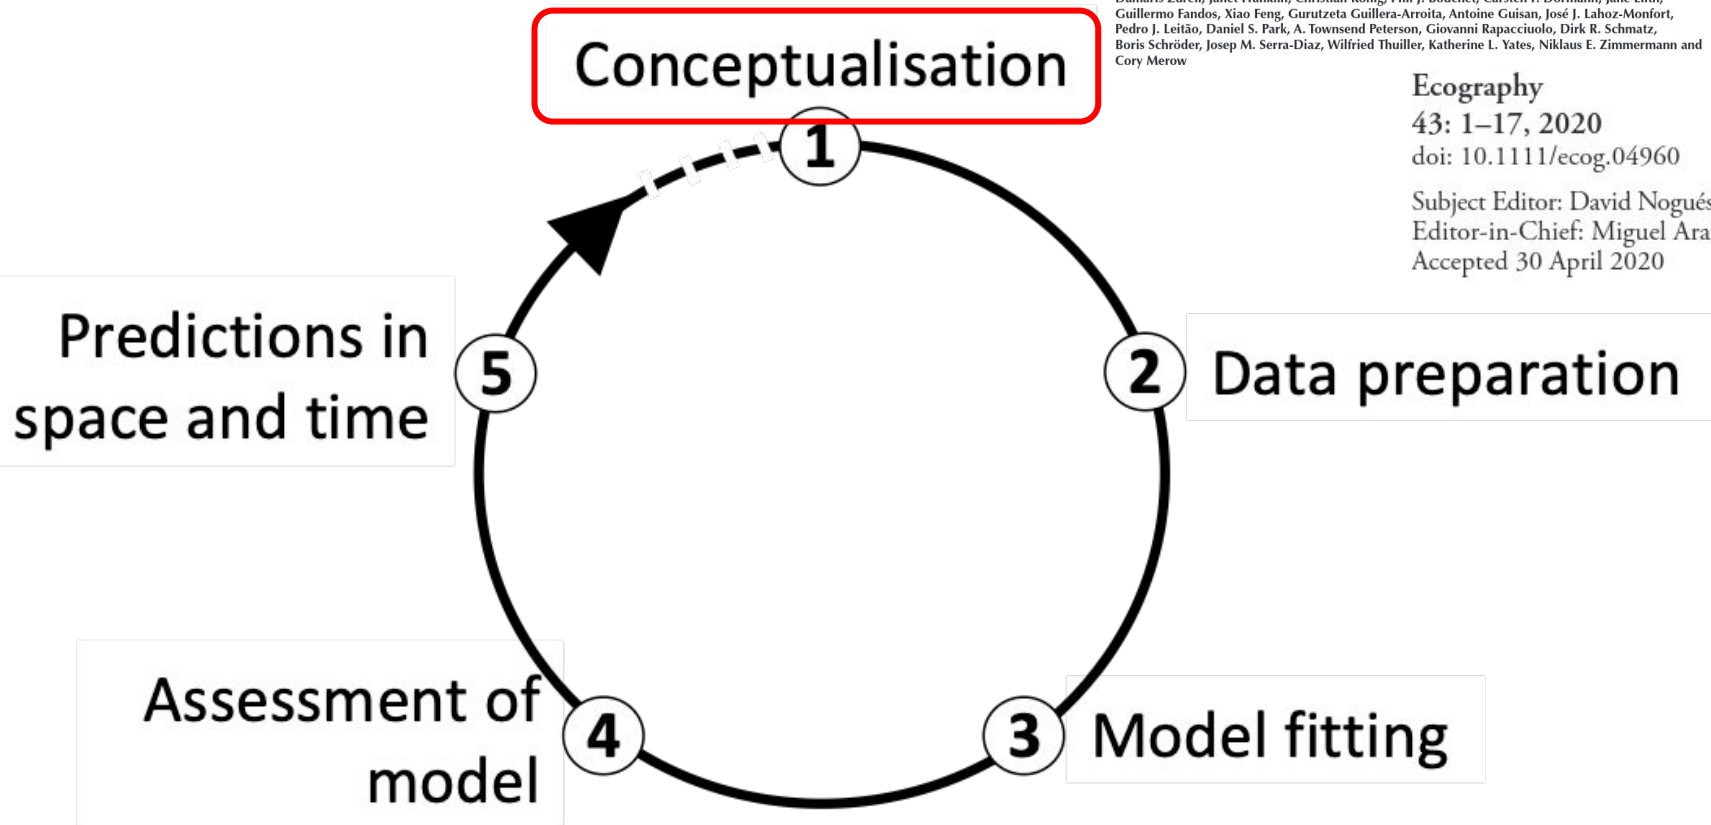 Conceptualisation
Guillermo Fandos, Xiao Feng, Gurutzeta Guillera-Arroita, Antoine Guisan, José J. Lahoz-Monfort,
Pedro J. Leitão, Daniel S. Park, A. Townsend Peterson, Giovanni Rapacciuolo, Dirk R. Schmatz,
Boris Schröder, Josep M. Serra-Diaz, Wilfried Thuiller, Katherine L. Yates, Niklaus E. Zimmermann and
Cory Merow
Ecography
43: 1–17, 2020
doi: 10.1111/ecog.04960
Subject Editor: David Nogués
Editor-in-Chief: Miguel Ara
Accepted 30 April 2020
1
2
Data preparation
3
Model fitting
4
Assessment of
model
5
Predictions in
space and time